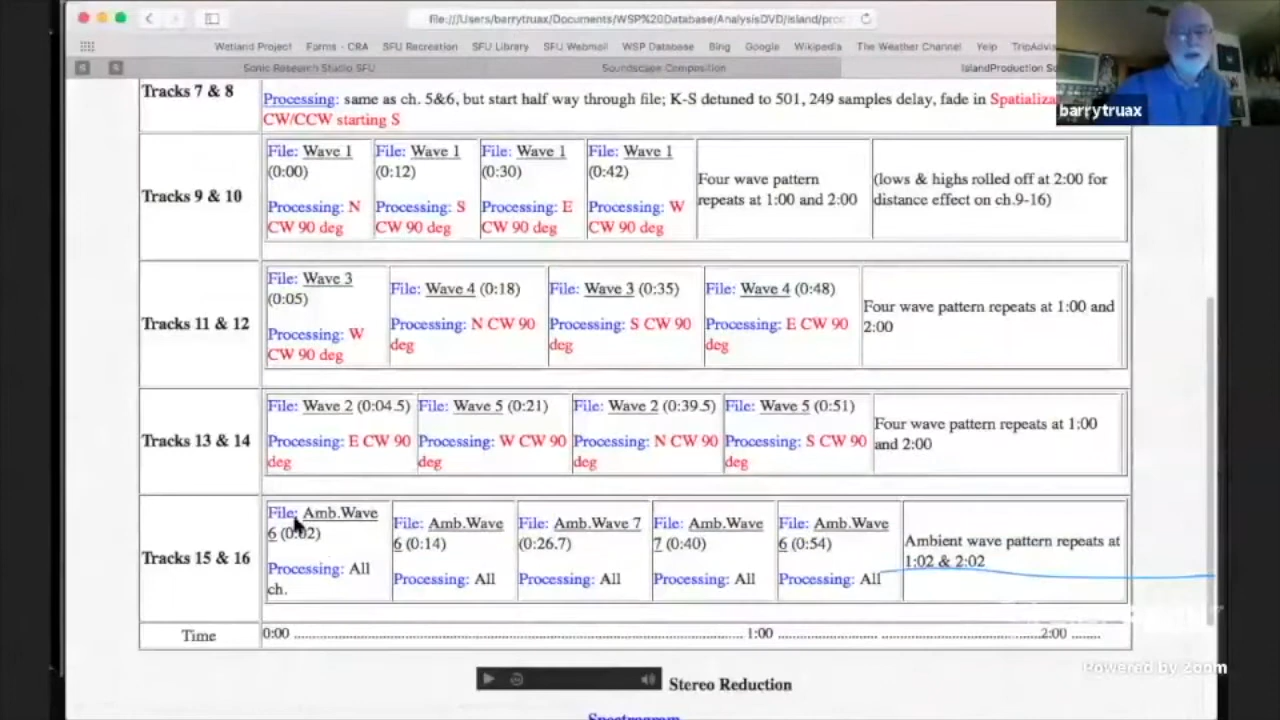 file:///Users/barrytruax/Documents/WSP%20Database/AnalysisDVD/island/proc
Wetland Project Forms - CRA SFU Recreation SFU Library SFU Webmail WSP Database Bing Google Wikipedia The Weather Channel Yelp TripAdvis
Sonic Research Studio SFU Soundscape Composition IslandProduction Sc
barrytruax
Tracks 7 & 8
Processing: same as ch. 5&6, but start half way through file; K-S detuned to 501, 249 samples delay, fade in Spatializa
CW/CCW starting S
Tracks 9 & 10
File: Wave 1
(0:00)
Processing: N
CW 90 deg
File: Wave 1
(0:12)
Processing: S
CW 90 deg
File: Wave 1
(0:30)
Processing: E
CW 90 deg
File: Wave 1
(0:42)
Processing: W
CW 90 deg
Four wave pattern
repeats at 1:00 and 2:00
(lows & highs rolled off at 2:00 for
distance effect on ch.9-16)
Tracks 11 & 12
File: Wave 3
(0:05)
Processing: W
CW 90 deg
File: Wave 4 (0:18)
Processing: N CW 90
deg
File: Wave 3 (0:35)
Processing: S CW 90
deg
File: Wave 4 (0:48)
Processing: E CW 90
deg
Four wave pattern repeats at 1:00 and
2:00
Tracks 13 & 14
File: Wave 2 (0:04.5)
Processing: E CW 90
deg
File: Wave 5 (0:21)
Processing: W CW 90
deg
File: Wave 2 (0:39.5)
Processing: N CW 90
deg
File: Wave 5 (0:51)
Processing: S CW 90
deg
Four wave pattern repeats at 1:00
and 2:00
Tracks 15 & 16
File: Amb.Wave
6 (0:02)
Processing: All
ch.
File: Amb.Wave
6 (0:14)
Processing: All
File: Amb.Wave 7
(0:26.7)
Processing: All
File: Amb.Wave
7 (0:40)
Processing: All
File: Amb.Wave
6 (0:54)
Processing: All
Ambient wave pattern repeats at
1:02 & 2:02
Time
0:00 ........ 1:00 ........ 2:00 .......
Powered by Zoom
Stereo Reduction
Spectrogram